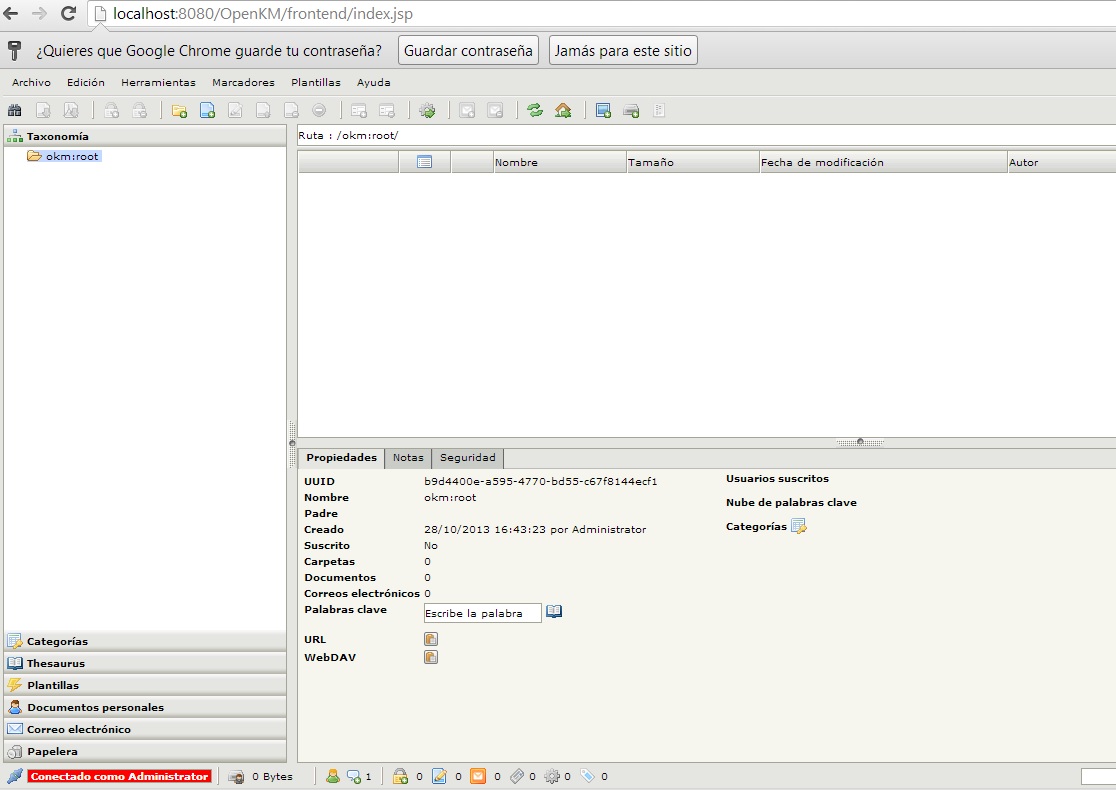 localhost:8080/OpenKM/frontend/index.jsp
¿Quieres que Google Chrome guarde tu contraseña? Guardar contraseña Jamás para este sitio
Archivo Edición Herramientas Marcadores Plantillas Ayuda
Taxonomía
okm:root
Ruta : /okm:root/
Nombre Tamaño Fecha de modificación Autor
Propiedades Notas Seguridad
UUID b9d4400e-a595-4770-bd55-c67f8144ecf1
Nombre okm:root
Padre
Creado 28/10/2013 16:43:23 por Administrator
Suscrito No
Carpetas 0
Documentos 0
Correos electrónicos 0
Palabras clave Escribe la palabra
URL
WebDAV
Usuarios suscritos
Nube de palabras clave
Categorías
Categorías
Thesaurus
Plantillas
Documentos personales
Correo electrónico
Papelera
Conectado como Administrator 0 Bytes 1 0 0 0 0 0 0